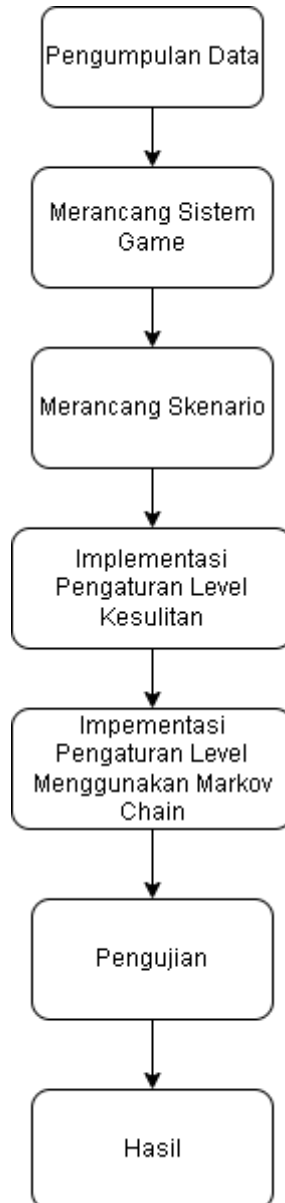 Pengumpulan Data
Merancang Sistem
Game
Merancang Skenario
Implementasi
Pengaturan Level
Kesulitan
Impementasi
Pengaturan Level
Menggunakan Markov
Chain
Pengujian
Hasil